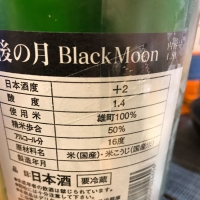 後の月 BlackMoon
日本酒度 +2
酸度 1.4
使用米 雄町100%
精米歩合 50%
アルコール分 16度
原材料名 米(国産)・米こうじ(国産)
製造年月
日本酒 要冷蔵